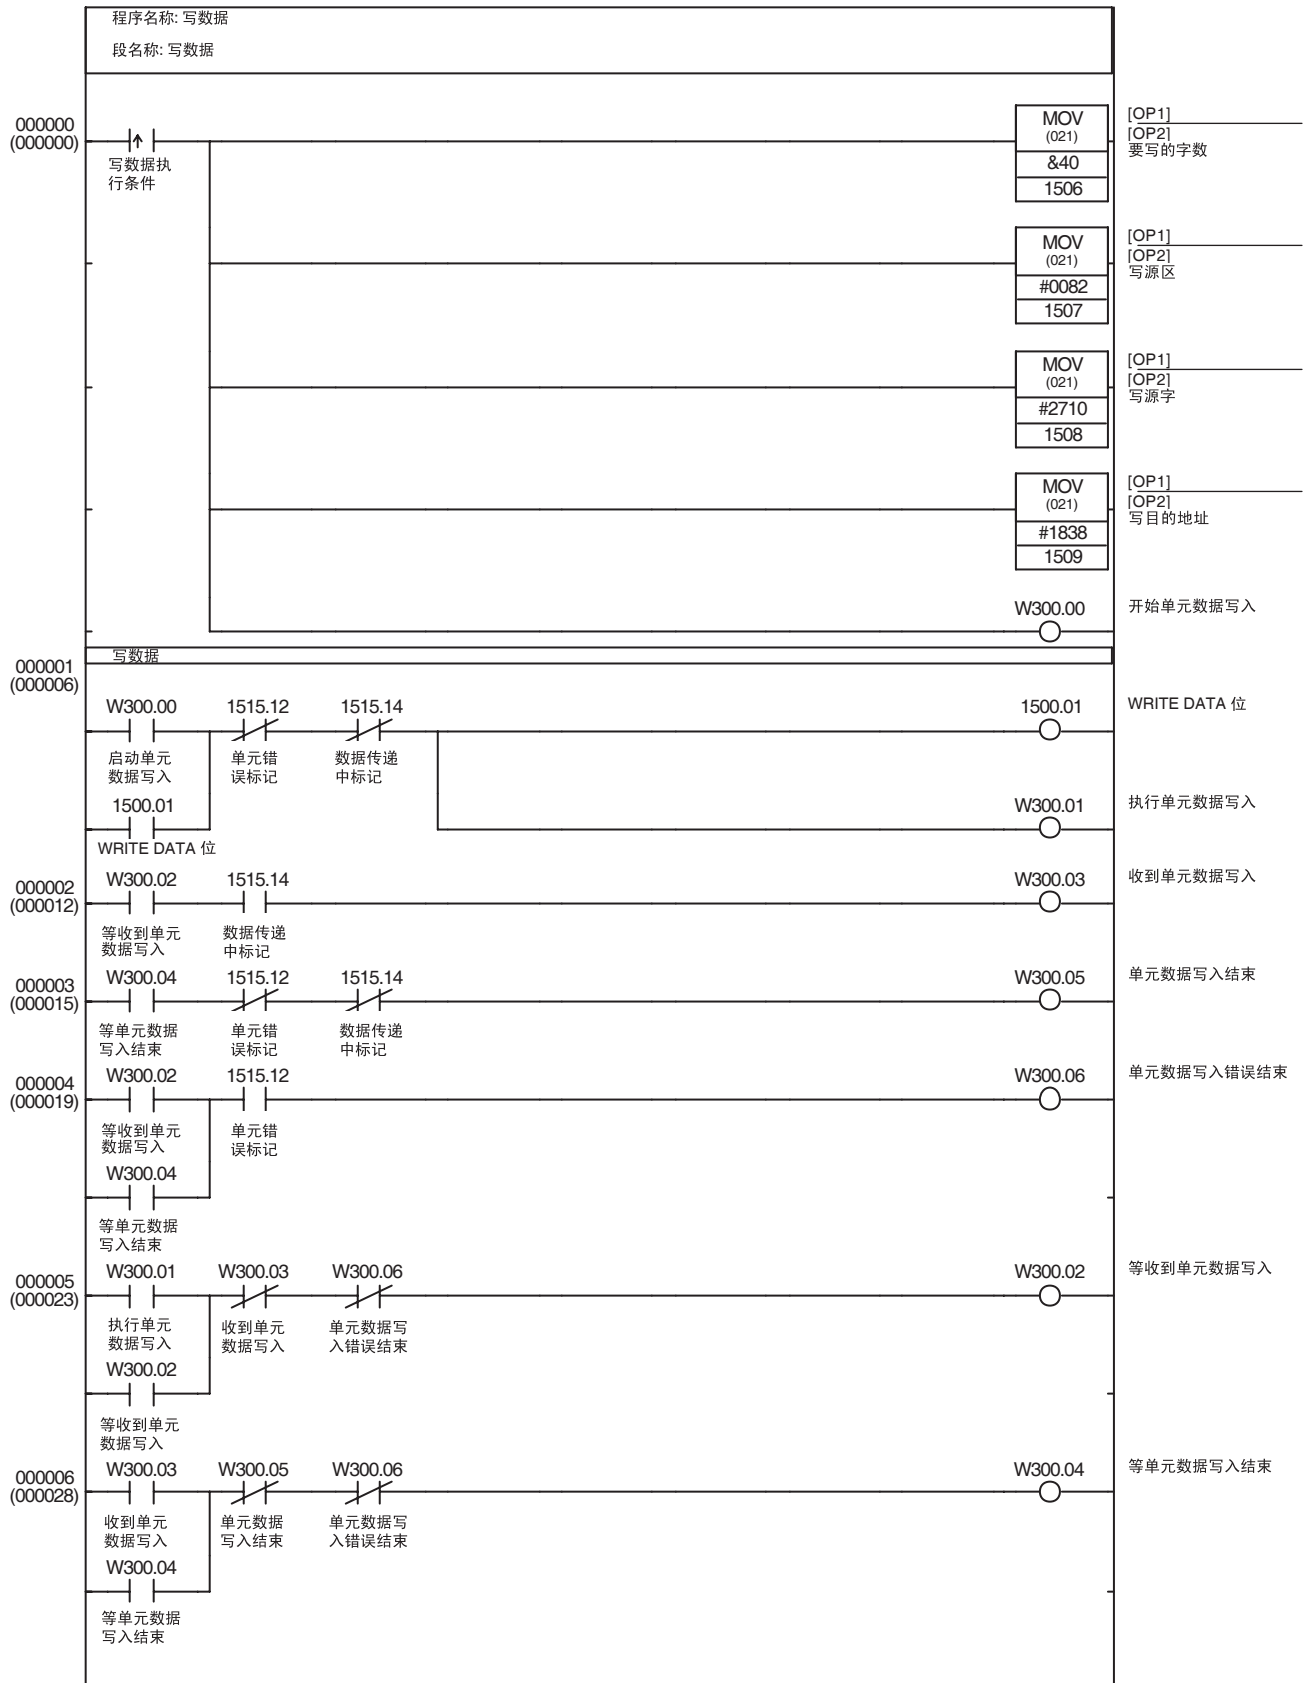 程序名称: 写数据
段名称: 写数据
000000
(000000)
写数据执
行条件
MOV
(021)
&40
1506
[OP1]
[OP2]
要写的字数
MOV
(021)
#0082
1507
[OP1]
[OP2]
写源区
MOV
(021)
#2710
1508
[OP1]
[OP2]
写源字
MOV
(021)
#1838
1509
[OP1]
[OP2]
写目的地址
W300.00
开始单元数据写入
写数据
000001
(000006)
W300.00 1515.12 1515.14 1500.01 WRITE DATA 位
启动单元 单元错 数据传递
数据写入 误标记 中标记
1500.01 W300.01 执行单元数据写入
WRITE DATA 位
000002
(000012)
W300.02 1515.14 W300.03 收到单元数据写入
等收到单元 数据传递
数据写入 中标记
000003
(000015)
W300.04 1515.12 1515.14 W300.05 单元数据写入结束
等单元数据 单元错 数据传递
写入结束 误标记 中标记
000004
(000019)
W300.02 1515.12 W300.06 单元数据写入错误结束
等收到单元 单元错
数据写入 误标记
W300.04
等单元数据
写入结束
000005
(000023)
W300.01 W300.03 W300.06 W300.02 等收到单元数据写入
执行单元 收到单元 单元数据写
数据写入 数据写入 入错误结束
W300.02
等收到单元
数据写入
000006
(000028)
W300.03 W300.05 W300.06 W300.04 等单元数据写入结束
收到单元 单元数据 单元数据写
数据写入 写入结束 入错误结束
W300.04
等单元数据
写入结束